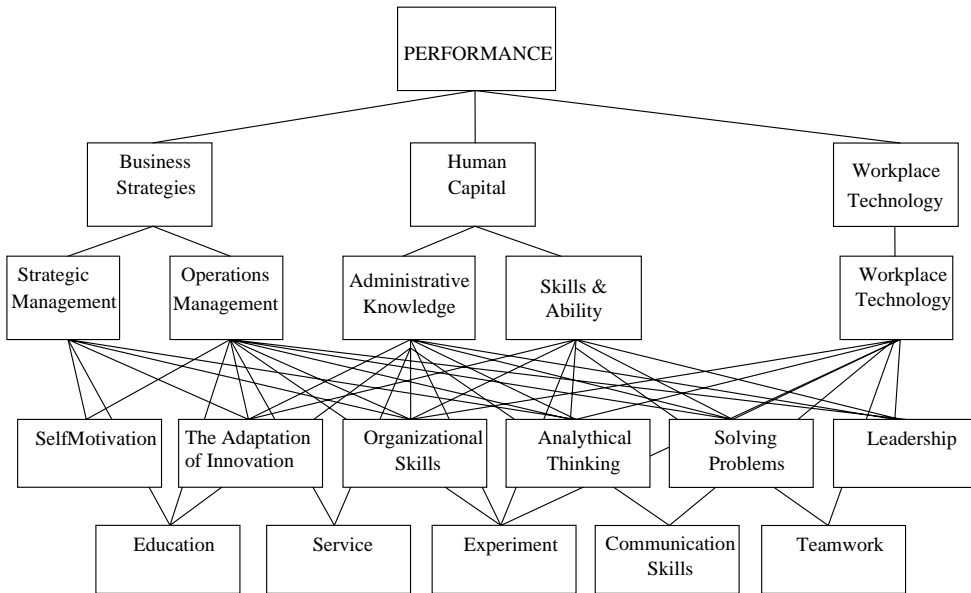 PERFORMANCE
Business
Strategies
Human
Capital
Workplace
Technology
Strategic
Management
Operations
Management
Administrative
Knowledge
Skills &
Ability
Workplace
Technology
SelfMotivation
The Adaptation
of Innovation
Organizational
Skills
Analythical
Thinking
Solving
Problems
Leadership
Education
Service
Experiment
Communication
Skills
Teamwork